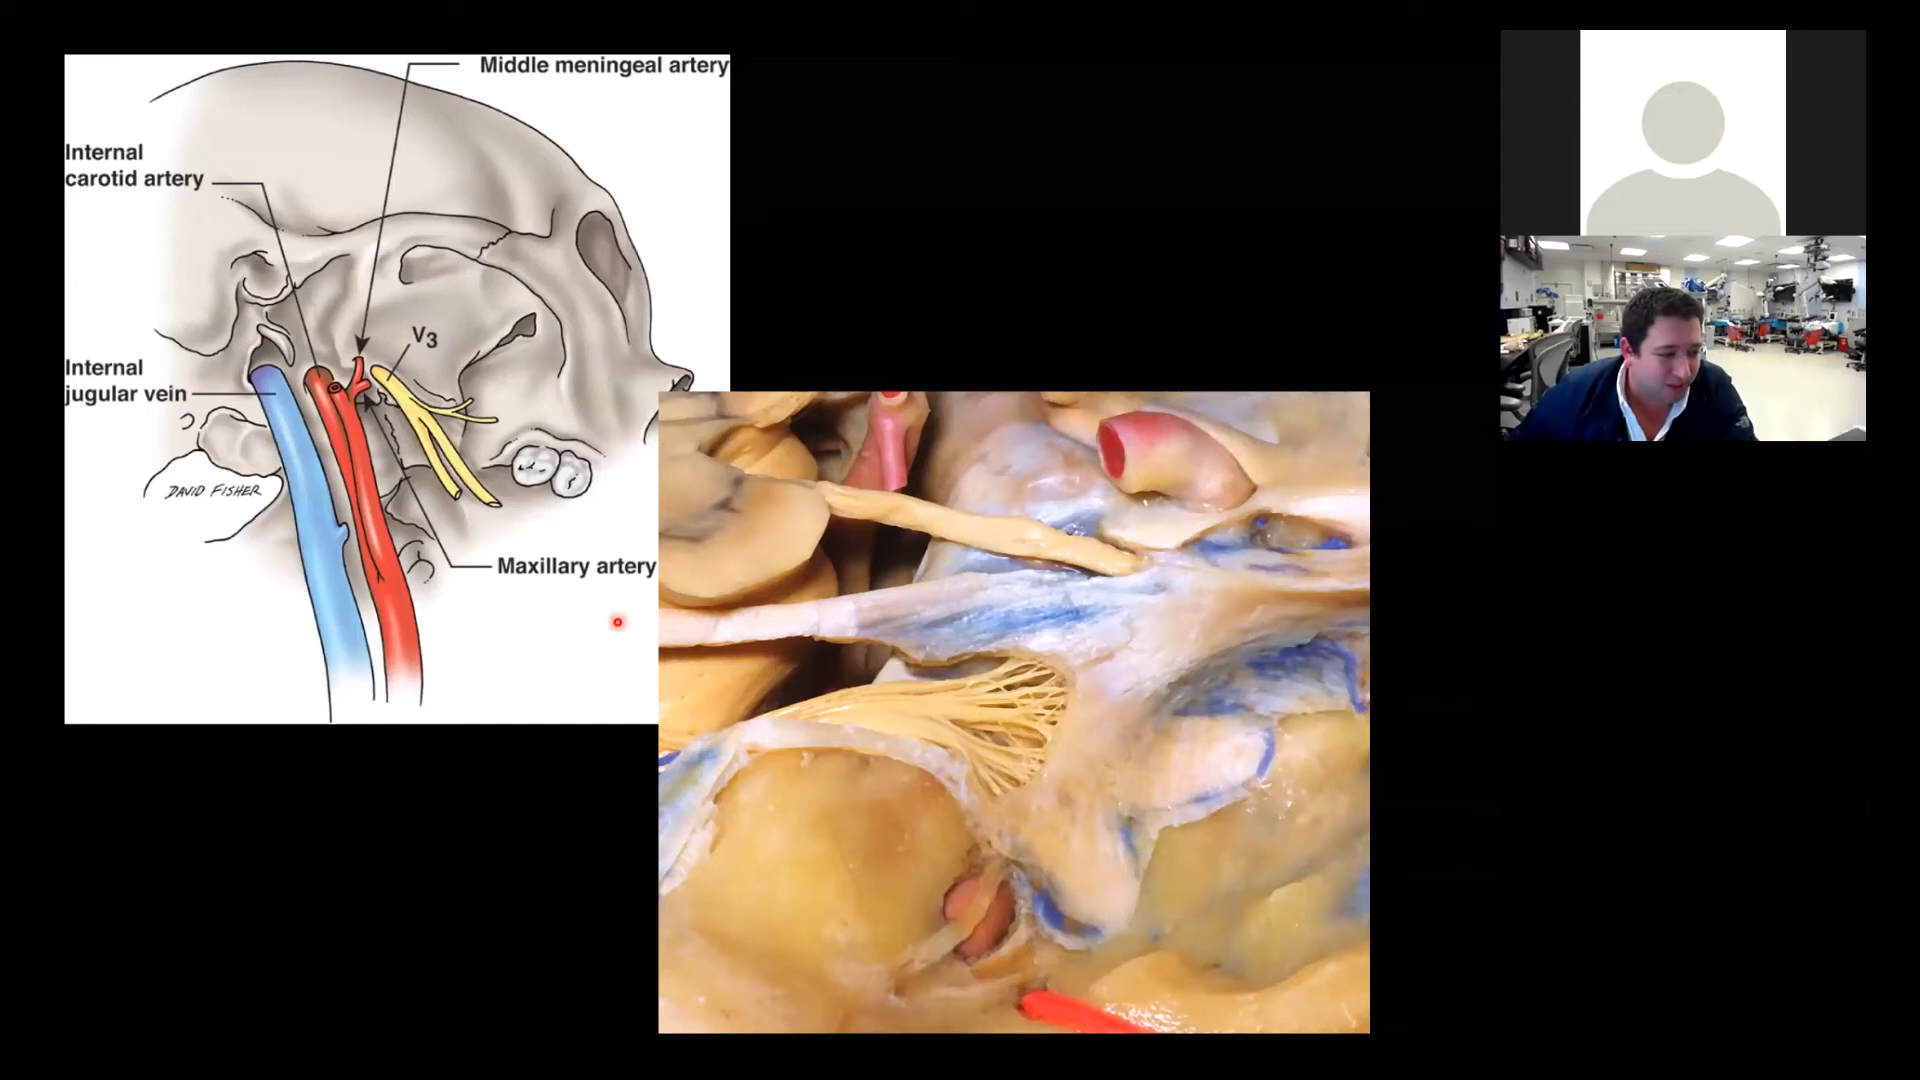 Middle meningeal artery
Internal
carotid artery
V3
Internal
jugular vein
DAVID FISHER
Maxillary artery